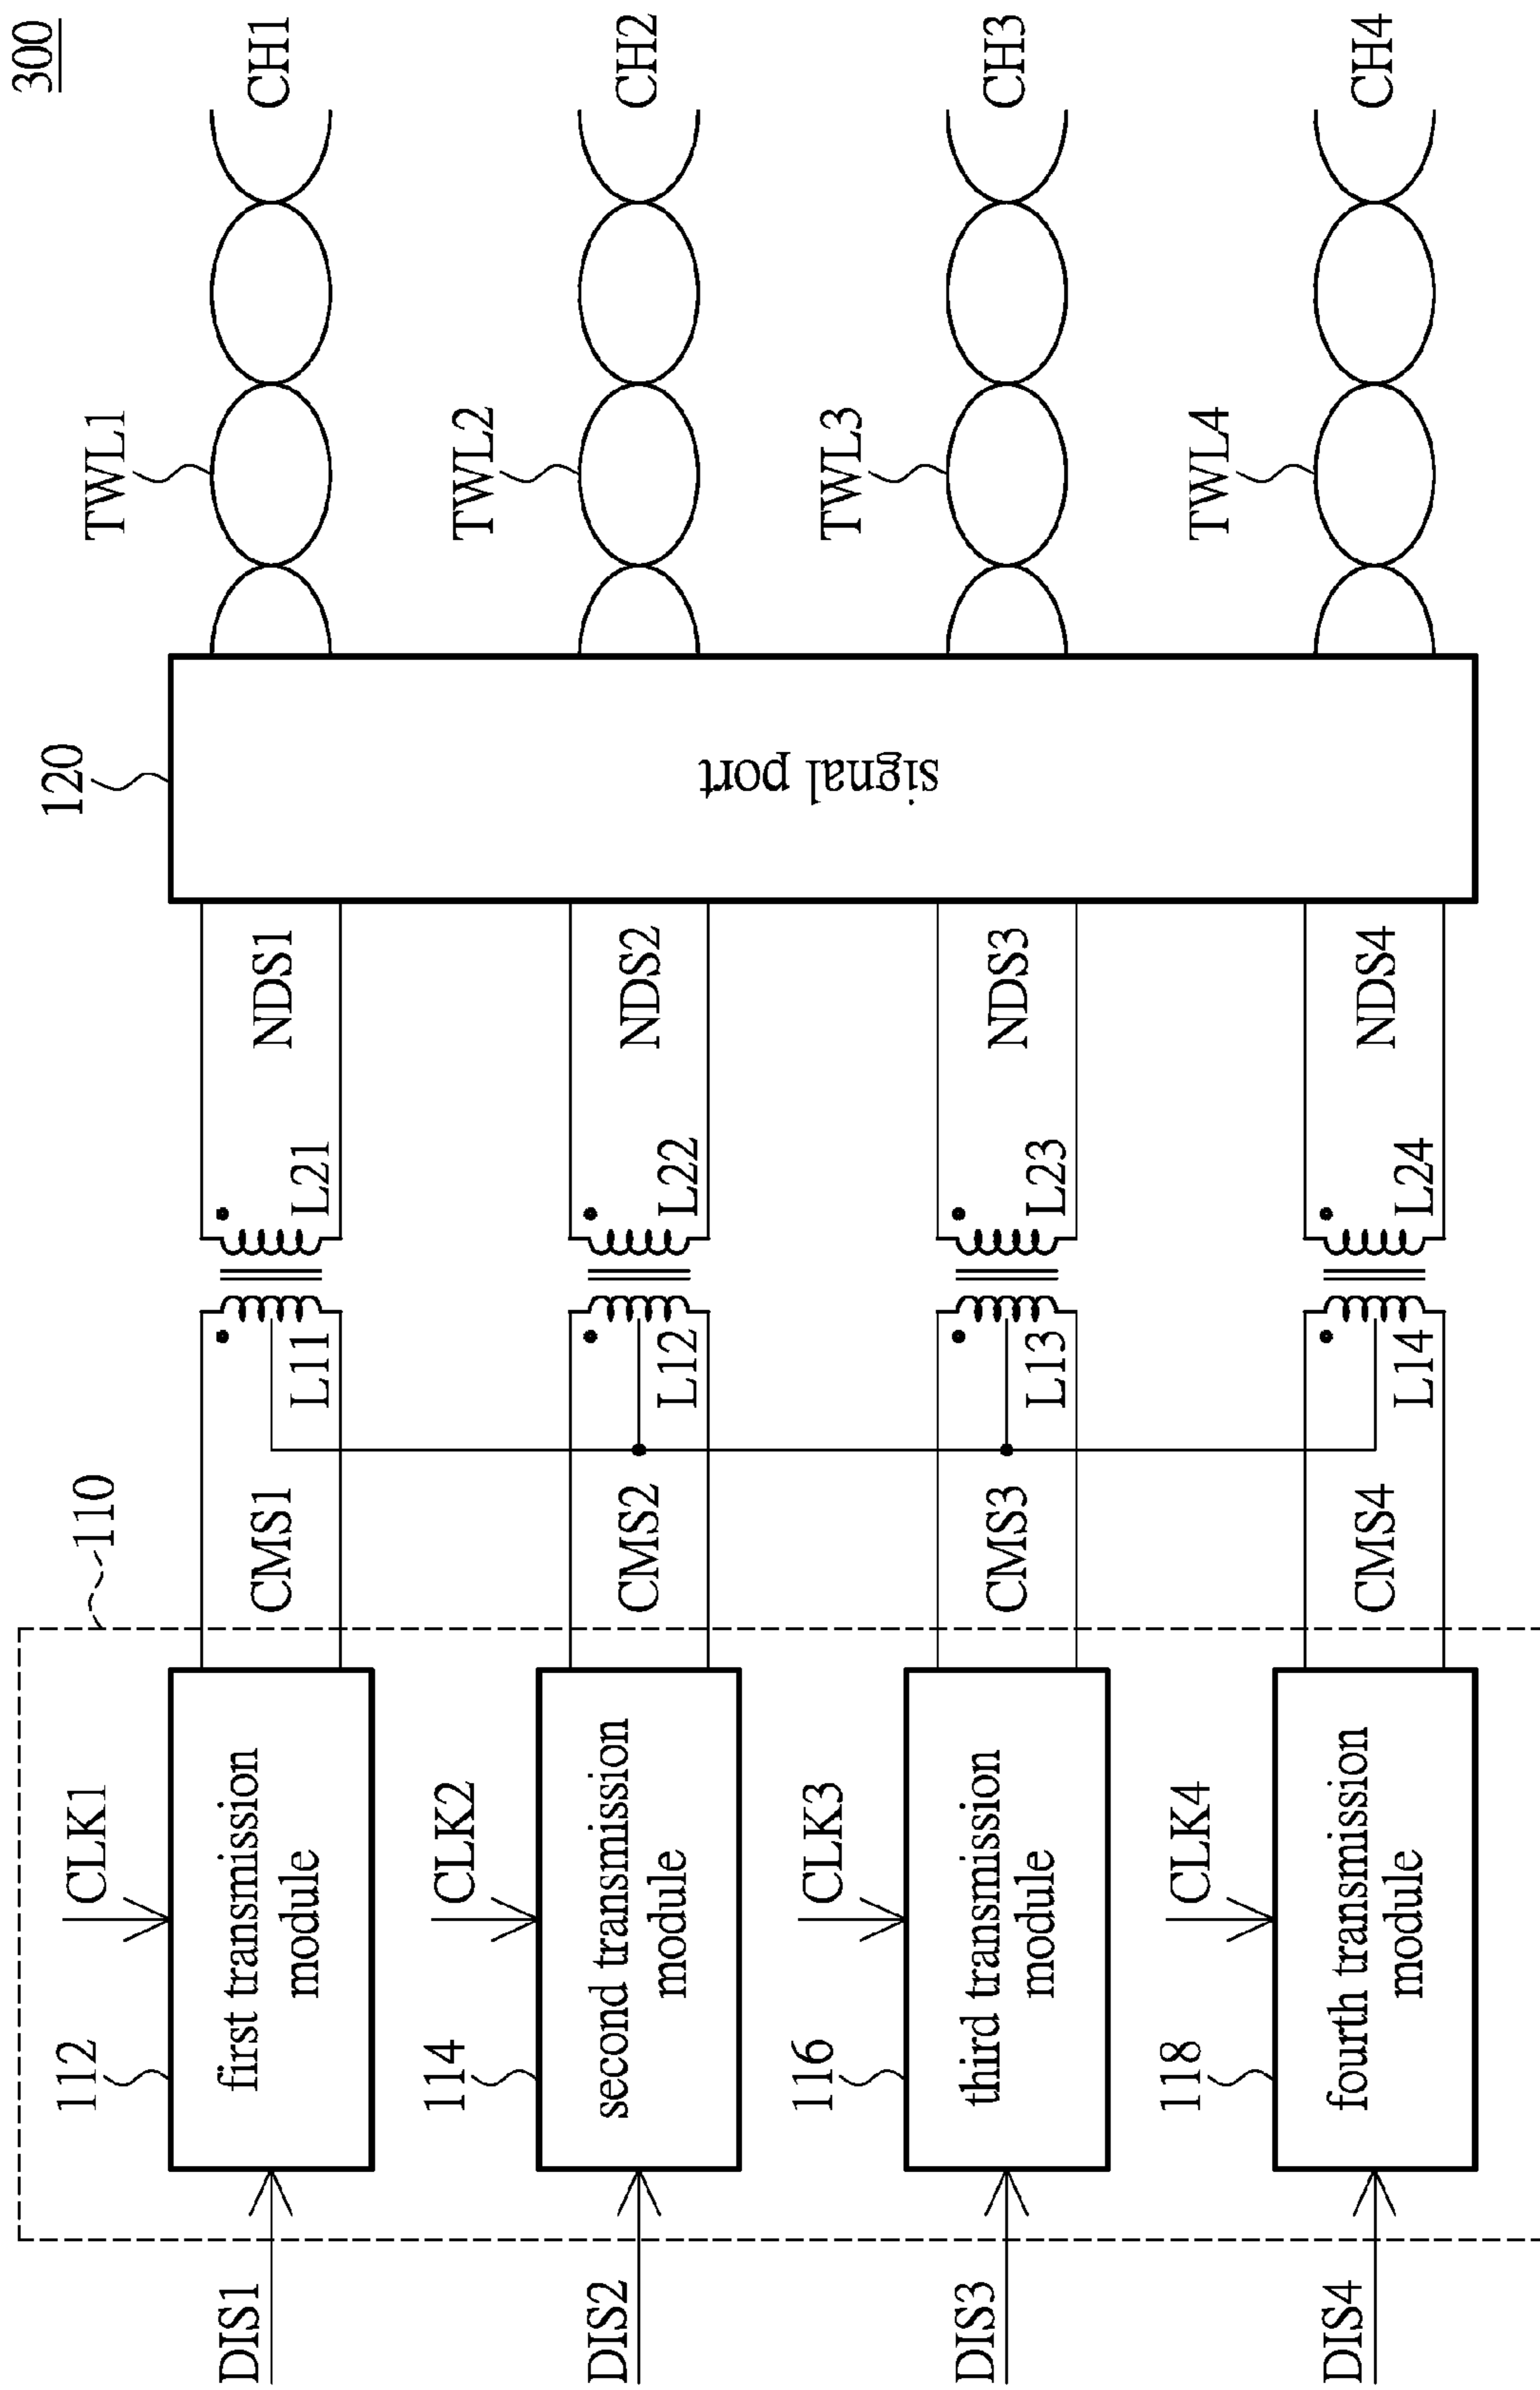 300
DIS1
112
CLK1
first transmission
module
110
CMS1
L11
L21
NDS1
120
TWL1
CH1
DIS2
114
CLK2
second transmission
module
CMS2
L12
L22
NDS2
signal port
TWL2
CH2
DIS3
116
CLK3
third transmission
module
CMS3
L13
L23
NDS3
TWL3
CH3
DIS4
118
CLK4
fourth transmission
module
CMS4
L14
L24
NDS4
TWL4
CH4